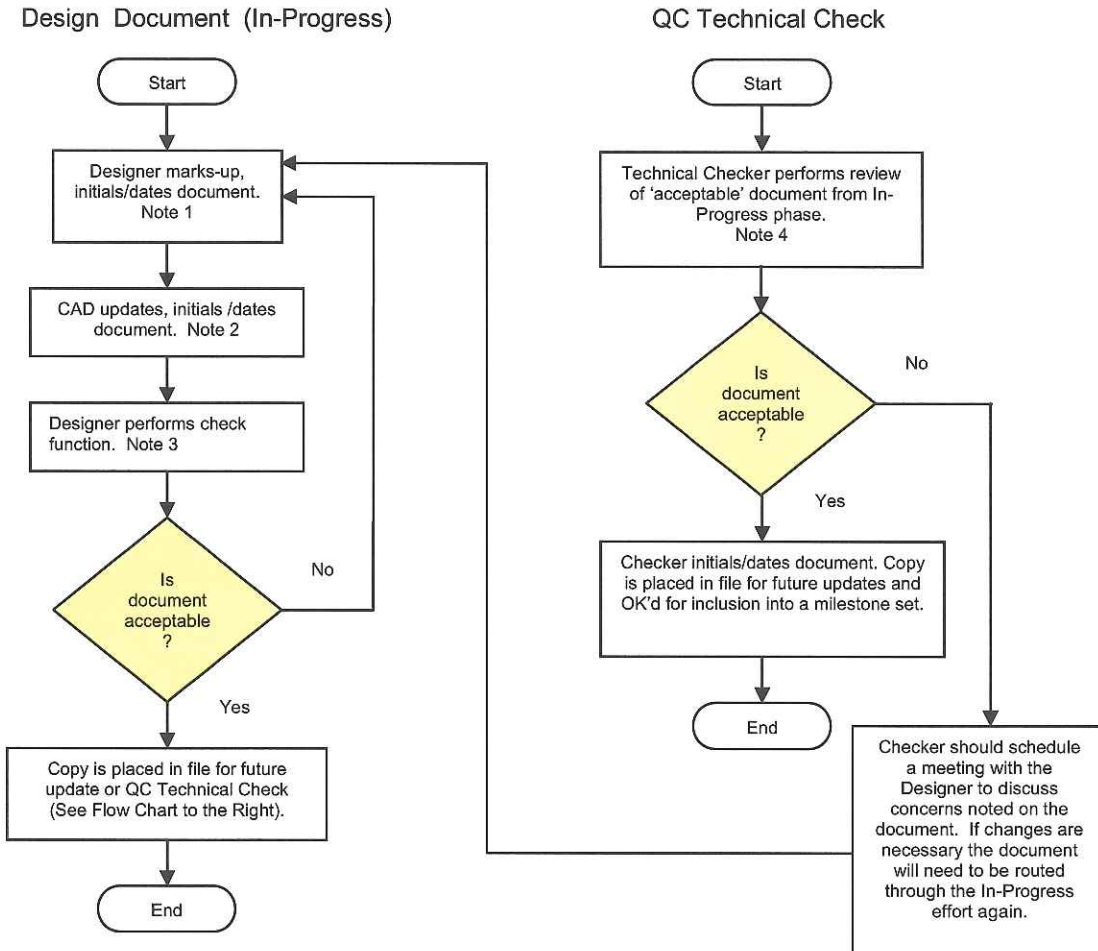 Design Document (In-Progress)
Start
Designer marks-up,
initials/dates document.
Note 1
CAD updates, initials /dates
document. Note 2
Designer performs check
function. Note 3
Is
document
acceptable
?
No
Yes
Copy is placed in file for future
update or QC Technical Check
(See Flow Chart to the Right).
End
QC Technical Check
Start
Technical Checker performs review
of ‘acceptable’ document from In-
Progress phase.
Note 4
Is
document
acceptable
?
No
Yes
Checker initials/dates document. Copy
is placed in file for future updates and
OK’d for inclusion into a milestone set.
End
Checker should schedule
a meeting with the
Designer to discuss
concerns noted on the
document. If changes are
necessary the document
will need to be routed
through the In-Progress
effort again.